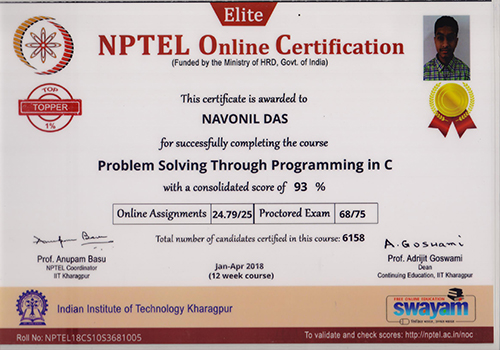 Elite
NPTEL Online Certification
(Funded by the Ministry of HRD, Govt. of India)
TOP
TOPPER
1%
This certificate is awarded to
NAVONIL DAS
for successfully completing the course
Problem Solving Through Programming in C
with a consolidated score of 93 %
Online Assignments 24.79/25 Proctored Exam 68/75
Total number of candidates certified in this course: 6158
Anupam Basu
A. Goswami
Prof. Anupam Basu
NPTEL Coordinator
IIT Kharagpur
Jan-Apr 2018
(12 week course)
Prof. Adrijit Goswami
Dean
Continuing Education, IIT Kharagpur
Indian Institute of Technology Kharagpur
FREE ONLINE EDUCATION
swayam
Roll No: NPTEL18CS10S3681005
To validate and check scores: http://nptel.ac.in/noc